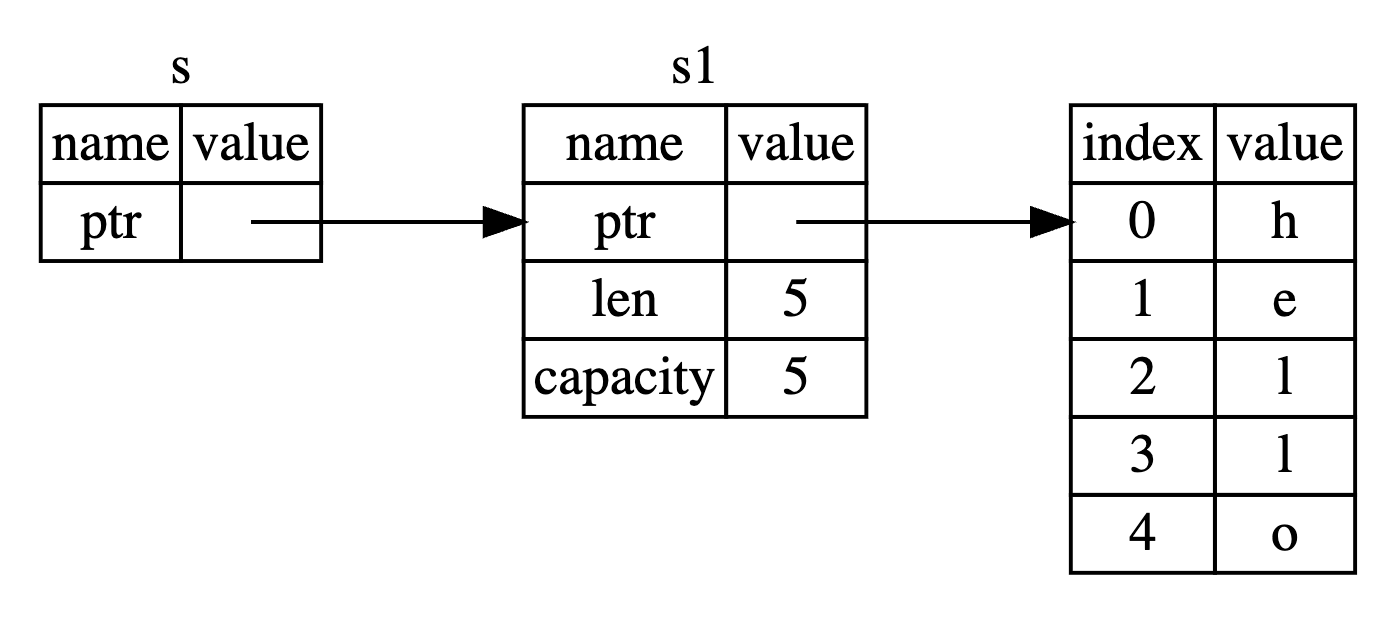 s
name value
ptr
s1
name value
ptr
len 5
capacity 5
index value
0 h
1 e
2 l
3 l
4 o